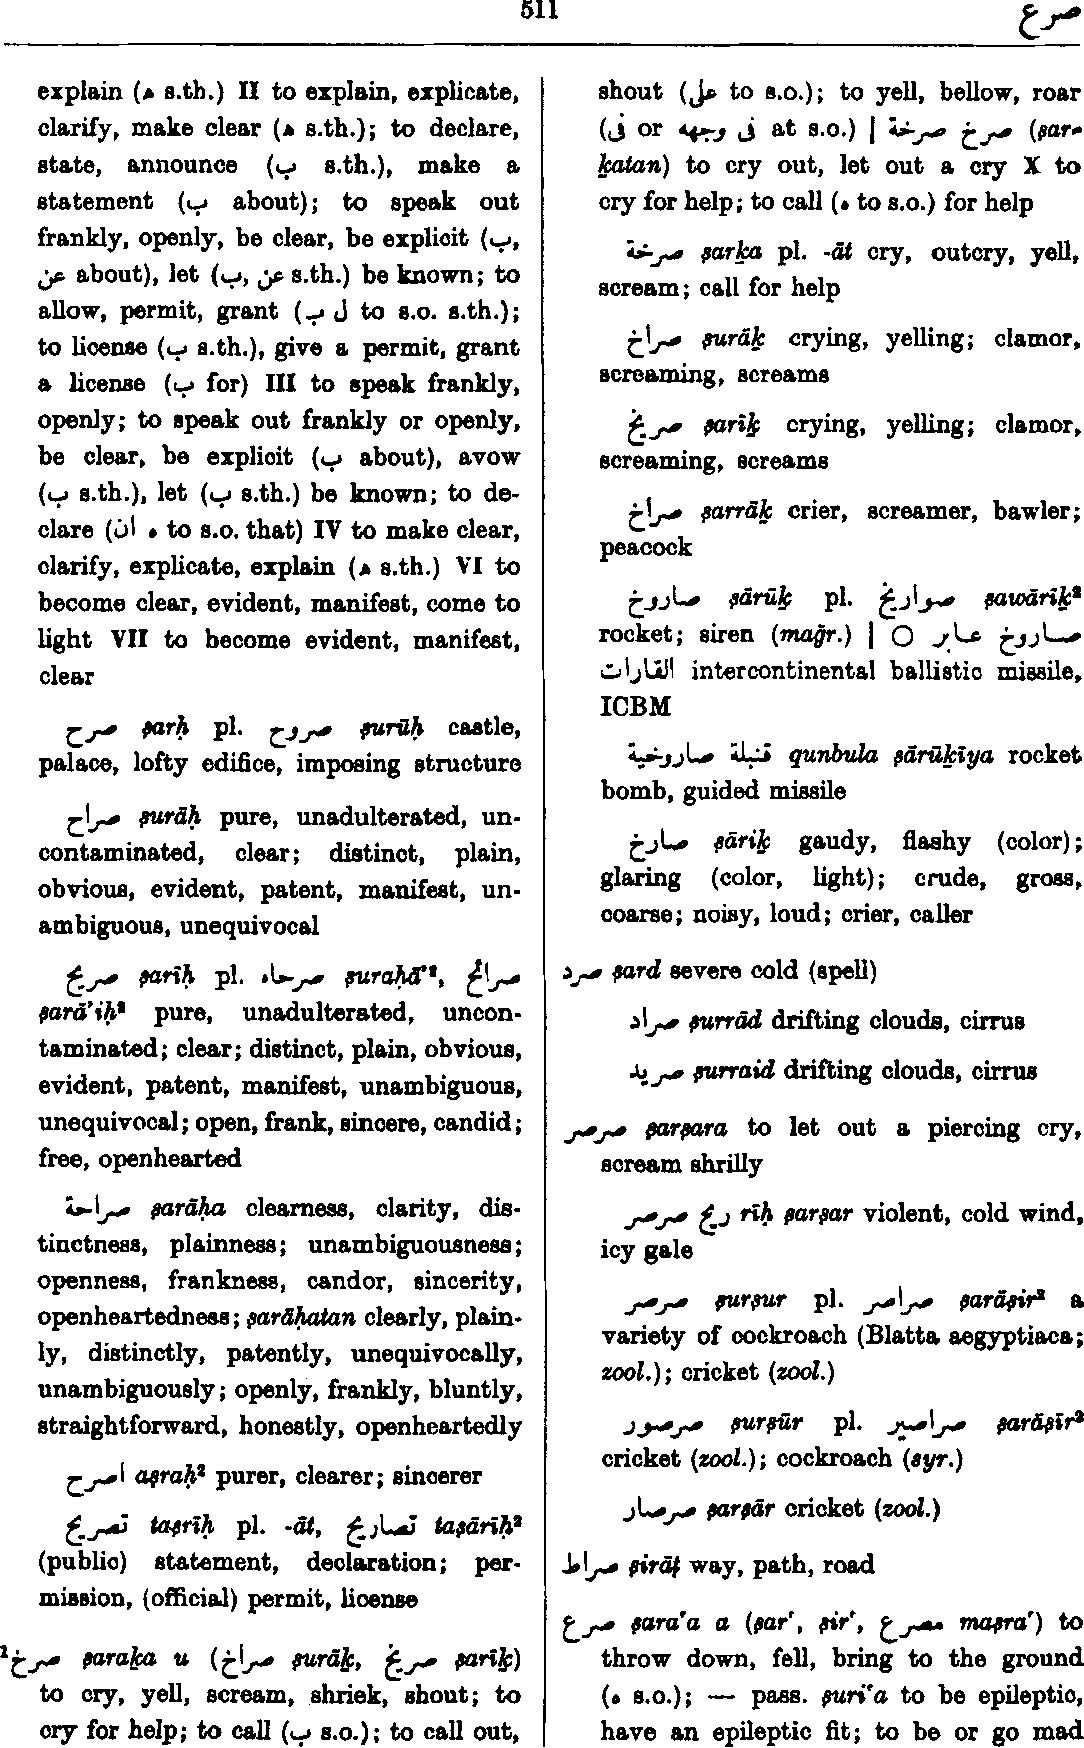 511
صرع
explain (ه s.th.) II to explain, explicate,
clarify, make clear (ه s.th.); to declare,
state, announce (ب s.th.), make a
statement (ب about); to speak out
frankly, openly, be clear, be explicit (ب,
عن about), let (ب, عن s.th.) be known; to
allow, permit, grant (ل ب to s.o. s.th.);
to license (ب s.th.), give a permit, grant
a license (ب for) III to speak frankly,
openly; to speak out frankly or openly,
be clear, be explicit (ب about), avow
(ب s.th.), let (ب s.th.) be known; to de-
clare (ه ان to s.o. that) IV to make clear,
clarify, explicate, explain (ه s.th.) VI to
become clear, evident, manifest, come to
light VII to become evident, manifest,
clear
صرح ṣarḥ pl. صروح ṣurūḥ castle,
palace, lofty edifice, imposing structure
صراح ṣurāḥ pure, unadulterated, un-
contaminated, clear; distinct, plain,
obvious, evident, patent, manifest, un-
ambiguous, unequivocal
صريح ṣarīḥ pl. صرحاء ṣuraḥā'², صرائح
ṣarā'iḥ² pure, unadulterated, uncon-
taminated; clear; distinct, plain, obvious,
evident, patent, manifest, unambiguous,
unequivocal; open, frank, sincere, candid;
free, openhearted
صراحة ṣarāḥa clearness, clarity, dis-
tinctness, plainness; unambiguousness;
openness, frankness, candor, sincerity,
openheartedness; ṣarāḥatan clearly, plain-
ly, distinctly, patently, unequivocally,
unambiguously; openly, frankly, bluntly,
straightforward, honestly, openheartedly
اصرح aṣraḥ² purer, clearer; sincerer
تصريح taṣrīḥ pl. -āt, تصاريح taṣārīḥ²
(public) statement, declaration; per-
mission, (official) permit, license
¹صرخ ṣaraḵa u (صراخ ṣurāḵ, صريخ ṣarīḵ)
to cry, yell, scream, shriek, shout; to
cry for help; to call (ب s.o.); to call out,
shout (على to s.o.); to yell, bellow, roar
(فى or فى وجهه at s.o.) | صرخ صرخة (ṣar-
ḵatan) to cry out, let out a cry X to
cry for help; to call (ه to s.o.) for help
صرخة ṣarḵa pl. -āt cry, outcry, yell,
scream; call for help
صراخ ṣurāḵ crying, yelling; clamor,
screaming, screams
صريخ ṣarīḵ crying, yelling; clamor,
screaming, screams
صراخ ṣarrāḵ crier, screamer, bawler;
peacock
صاروخ ṣārūḵ pl. صواريخ ṣawārīḵ²
rocket; siren (maḡr.) | ○ صاروخ عابر
القارات intercontinental ballistic missile,
ICBM
قنبلة صاروخية qunbula ṣārūḵīya rocket
bomb, guided missile
صارخ ṣāriḵ gaudy, flashy (color);
glaring (color, light); crude, gross,
coarse; noisy, loud; crier, caller
صرد ṣard severe cold (spell)
صراد ṣurrād drifting clouds, cirrus
صريد ṣurraid drifting clouds, cirrus
صرصر ṣarṣara to let out a piercing cry,
scream shrilly
ريح صرصر rīḥ ṣarṣar violent, cold wind,
icy gale
صرصر ṣurṣur pl. صراصر ṣarāṣir² a
variety of cockroach (Blatta aegyptiaca;
zool.); cricket (zool.)
صرصور ṣurṣūr pl. صراصير ṣarāṣīr²
cricket (zool.); cockroach (syr.)
صرصار ṣarṣār cricket (zool.)
صراط ṣirāṭ way, path, road
صرع ṣara‘a a (ṣar‘, ṣir‘, مصرع maṣra‘) to
throw down, fell, bring to the ground
(ه s.o.); — pass. ṣuri‘a to be epileptic,
have an epileptic fit; to be or go mad